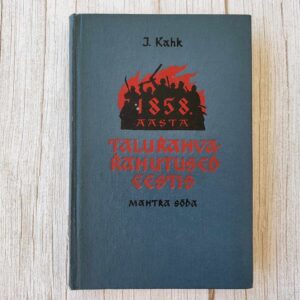 J. Kahk
1858.
AASTA
TALURAHVA-
RAHUTUSED
EESTIS
MAHTRA SÕDA